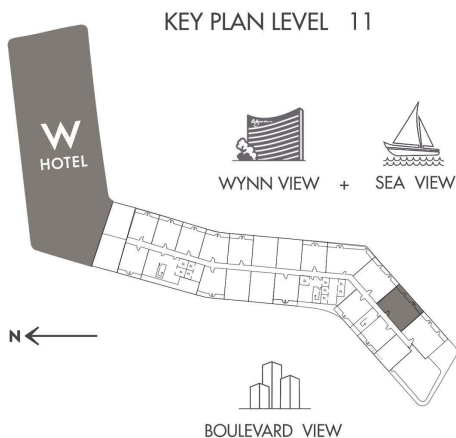 KEY PLAN LEVEL 11
W
HOTEL
WYNN VIEW + SEA VIEW
N
BOULEVARD VIEW